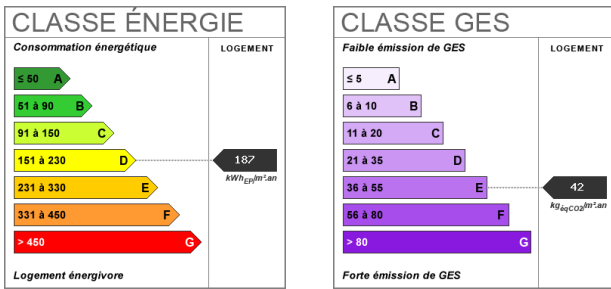 CLASSE ÉNERGIE
Consommation énergétique
LOGEMENT
≤ 50 A
51 à 90 B
91 à 150 C
151 à 230 D
187
kWhEP/m².an
231 à 330 E
331 à 450 F
> 450 G
Logement énergivore
CLASSE GES
Faible émission de GES
LOGEMENT
≤ 5 A
6 à 10 B
11 à 20 C
21 à 35 D
36 à 55 E
42
kgéqCO2/m².an
56 à 80 F
> 80 G
Forte émission de GES